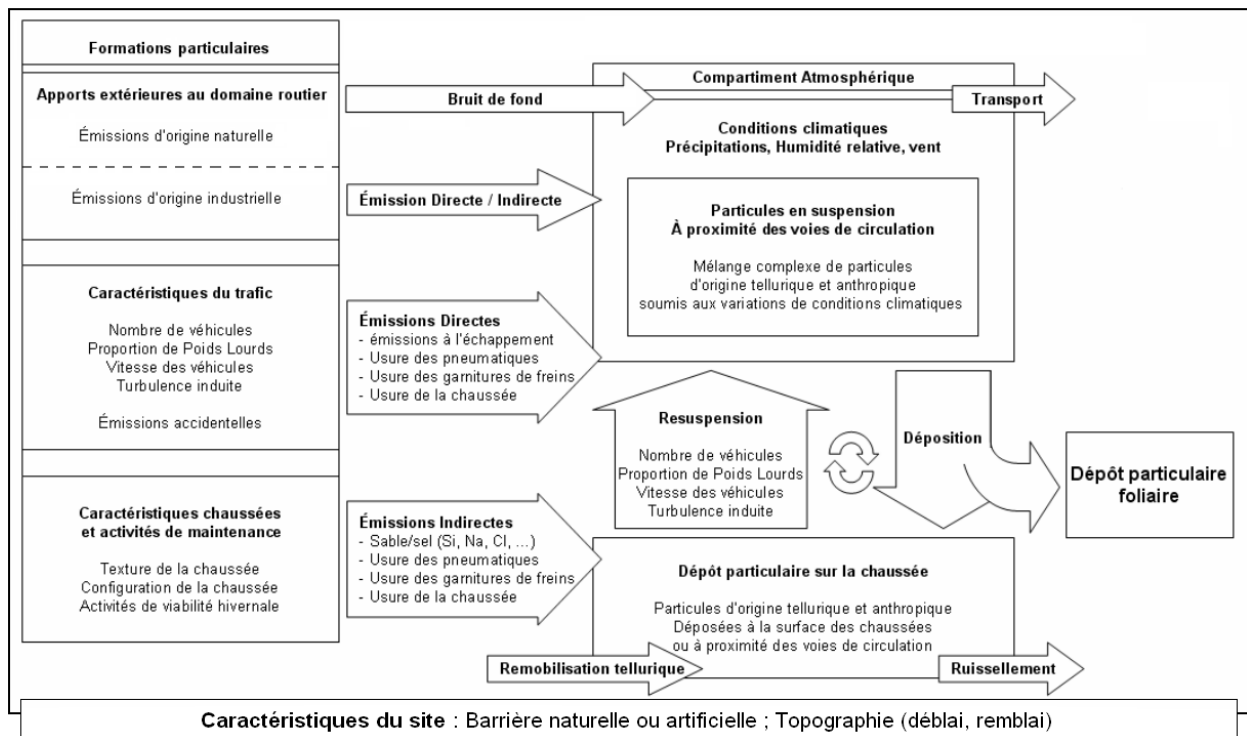 Formations particulaires
Apports extérieures au domaine routier
Émissions d'origine naturelle
Émissions d'origine industrielle
Caractéristiques du trafic
Nombre de véhicules
Proportion de Poids Lourds
Vitesse des véhicules
Turbulence induite
Émissions accidentelles
Caractéristiques chaussées
et activités de maintenance
Texture de la chaussée
Configuration de la chaussée
Activités de viabilité hivernale
Bruit de fond
Émission Directe / Indirecte
Émissions Directes
- émissions à l'échappement
- Usure des pneumatiques
- Usure des garnitures de freins
- Usure de la chaussée
Émissions Indirectes
- Sable/sel (Si, Na, Cl, ...)
- Usure des pneumatiques
- Usure des garnitures de freins
- Usure de la chaussée
Remobilisation tellurique
Compartiment Atmosphérique
Conditions climatiques
Précipitations, Humidité relative, vent
Particules en suspension
À proximité des voies de circulation
Mélange complexe de particules
d'origine tellurique et anthropique
soumis aux variations de conditions climatiques
Transport
Resuspension
Nombre de véhicules
Proportion de Poids Lourds
Vitesse des véhicules
Turbulence induite
Déposition
Dépôt particulaire
foliaire
Dépôt particulaire sur la chaussée
Particules d'origine tellurique et anthropique
Déposées à la surface des chaussées
ou à proximité des voies de circulation
Ruissellement
Caractéristiques du site : Barrière naturelle ou artificielle ; Topographie (déblai, remblai)